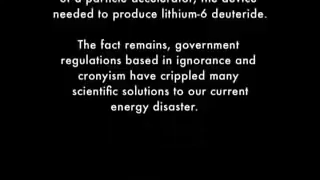 of a particle accelerator, the device
needed to produce lithium-6 deuteride.
The fact remains, government
regulations based in ignorance and
cronyism have crippled many
scientific solutions to our current
energy disaster.